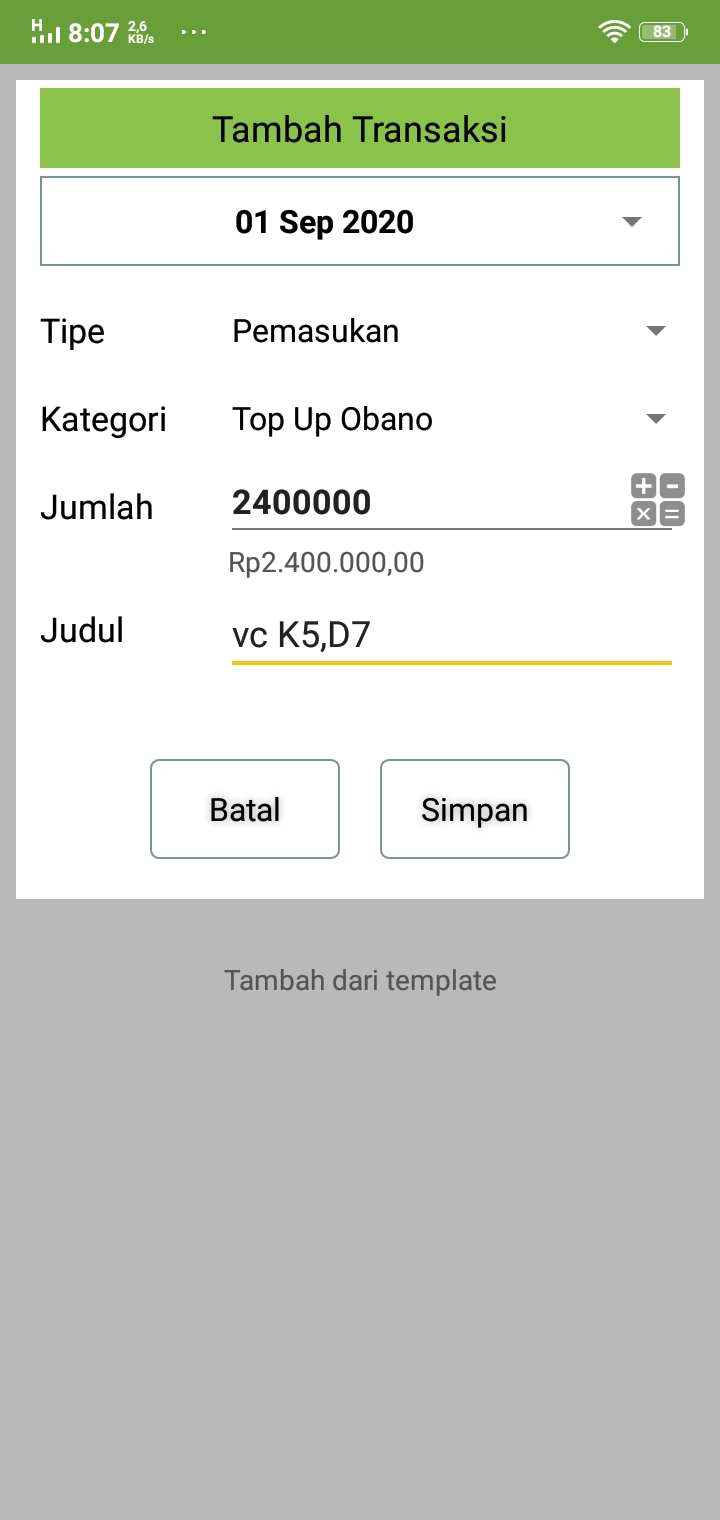 H 8:07 2,6 KB/s ... 83
Tambah Transaksi
01 Sep 2020
Tipe Pemasukan
Kategori Top Up Obano
Jumlah 2400000
Rp2.400.000,00
Judul vc K5,D7
Batal Simpan
Tambah dari template